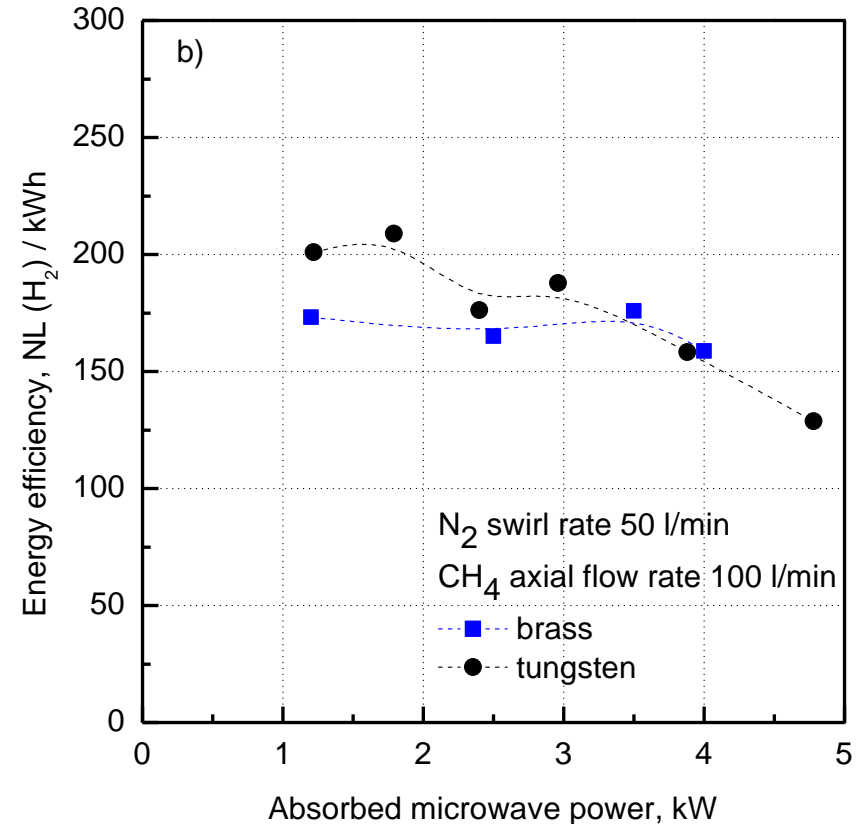 b)
300
250
200
150
100
50
0
Energy efficiency, NL (H₂) / kWh
N₂ swirl rate 50 l/min
CH₄ axial flow rate 100 l/min
brass
tungsten
0 1 2 3 4 5
Absorbed microwave power, kW